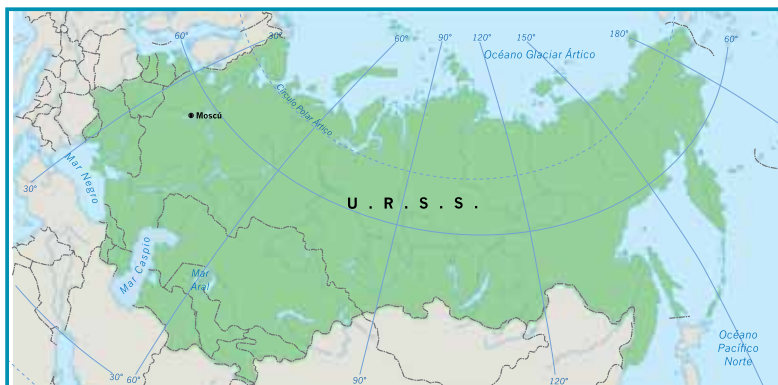 60°
30°
60°
90°
120°
150°
180°
60°
Océano Glaciar Ártico
Círculo Polar Ártico
Moscú
Mar Negro
30°
U . R . S . S .
Mar Caspio
Mar
Aral
Océano
Pacífico
Norte
30°
60°
90°
120°